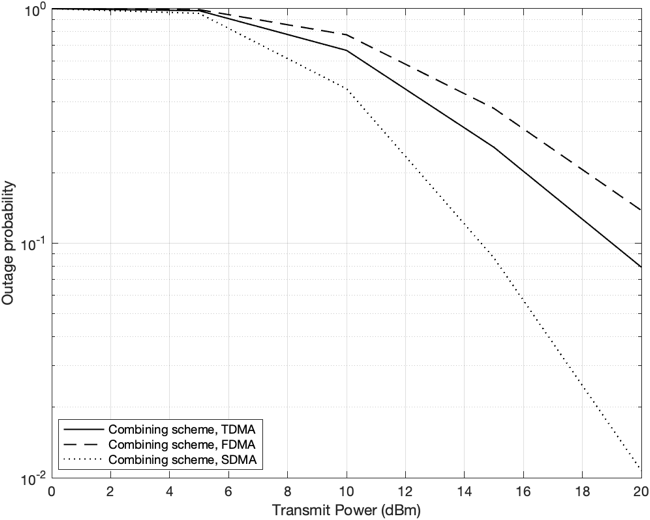 10^0
10^-1
10^-2
Outage probability
Combining scheme, TDMA
Combining scheme, FDMA
Combining scheme, SDMA
0 2 4 6 8 10 12 14 16 18 20
Transmit Power (dBm)